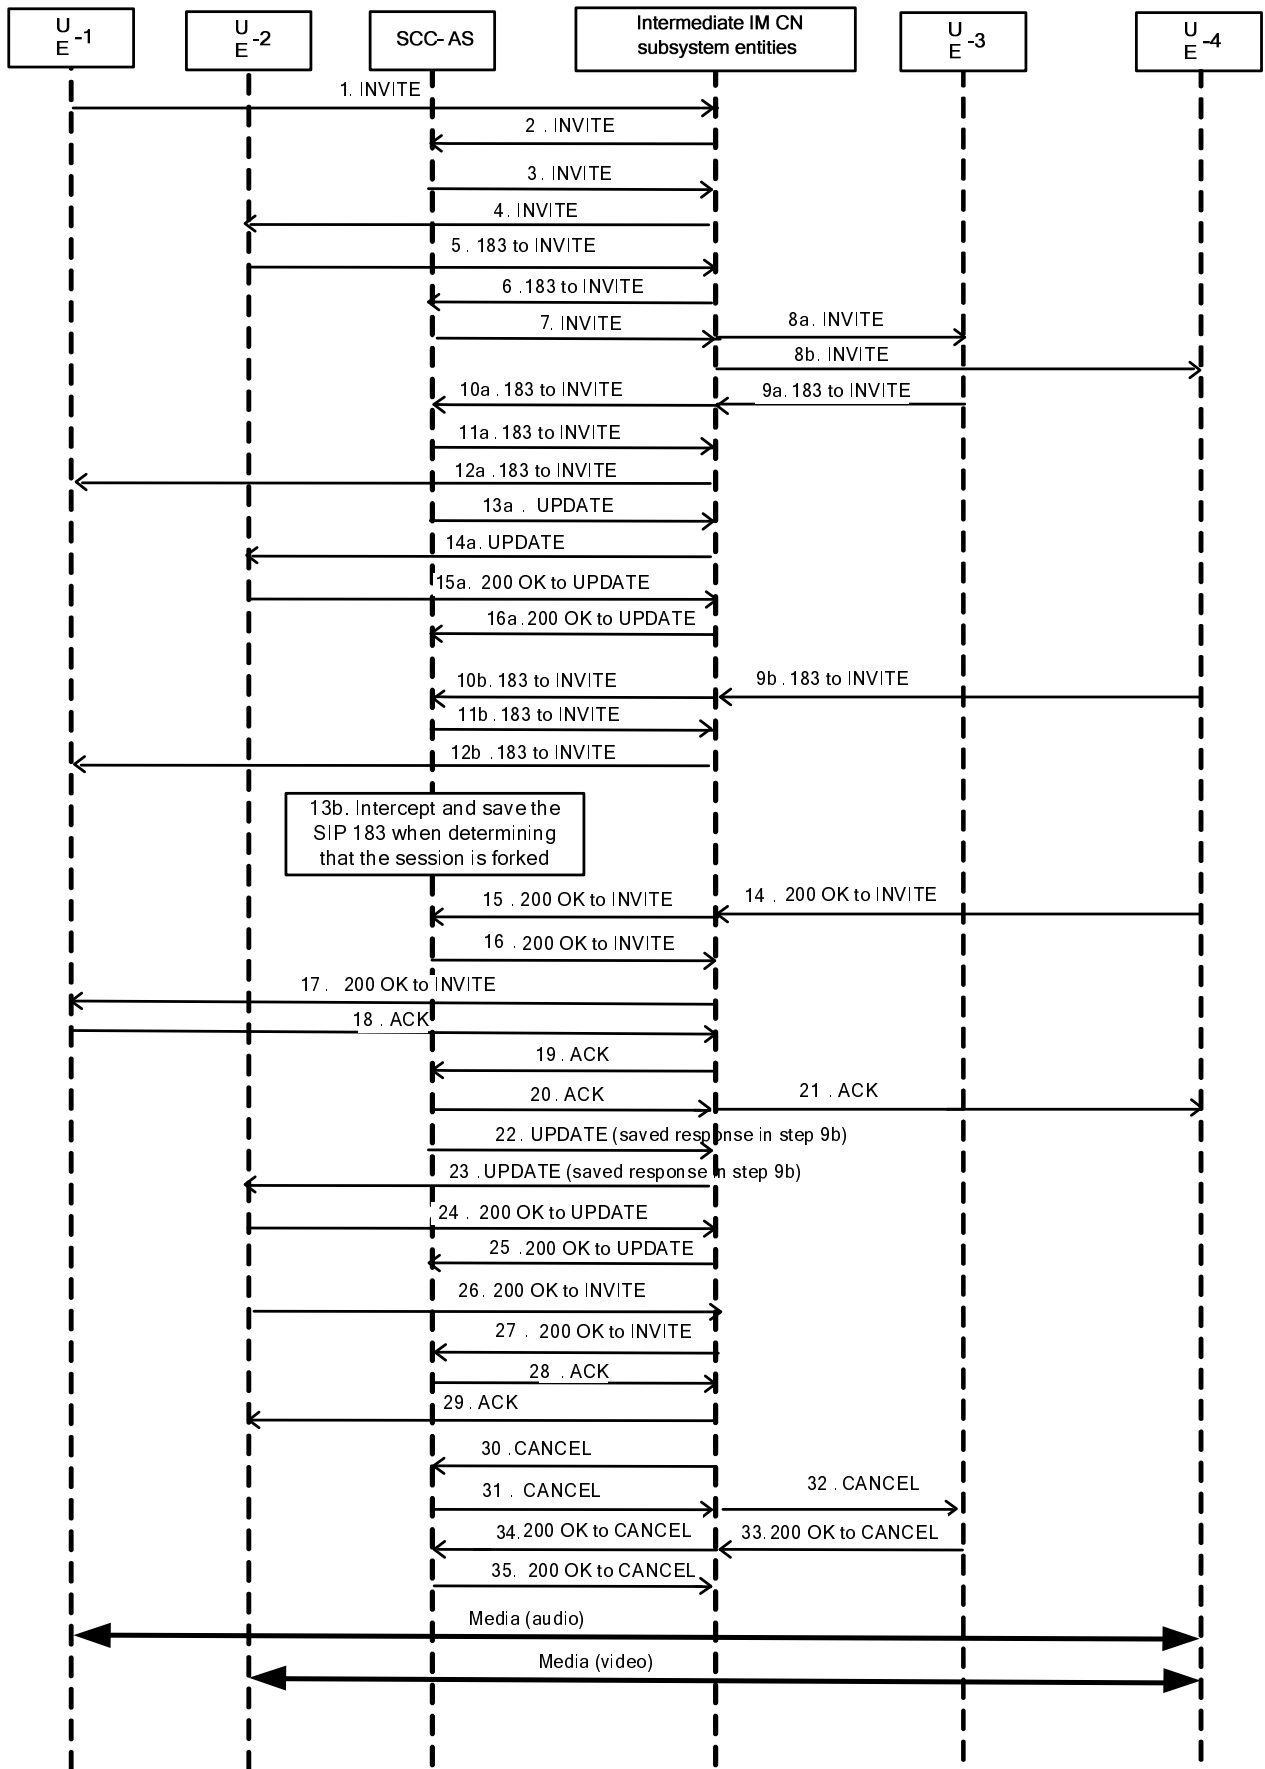 U
E -1
U
E -2
SCC- AS
Intermediate IM CN
subsystem entities
U
E -3
U
E -4
1. INVITE
2 . INVITE
3. INVITE
4. INVITE
5 . 183 to INVITE
6 .183 to INVITE
7. INVITE
8a. INVITE
8b. INVITE
10a . 183 to INVITE
9a. 183 to INVITE
11a . 183 to INVITE
12a . 183 to INVITE
13a . UPDATE
14a. UPDATE
15a. 200 OK to UPDATE
16a . 200 OK to UPDATE
10b. 183 to INVITE
9b . 183 to INVITE
11b . 183 to INVITE
12b . 183 to INVITE
13b. Intercept and save the
SIP 183 when determining
that the session is forked
15 . 200 OK to INVITE
14 . 200 OK to INVITE
16 . 200 OK to INVITE
17 . 200 OK to INVITE
18 . ACK
19 . ACK
20. ACK
21 . ACK
22. UPDATE (saved response in step 9b)
23 . UPDATE (saved response in step 9b)
24 . 200 OK to UPDATE
25 . 200 OK to UPDATE
26. 200 OK to INVITE
27 . 200 OK to INVITE
28 . ACK
29 . ACK
30 .CANCEL
31 . CANCEL
32 . CANCEL
34. 200 OK to CANCEL
33. 200 OK to CANCEL
35. 200 OK to CANCEL
Media (audio)
Media (video)